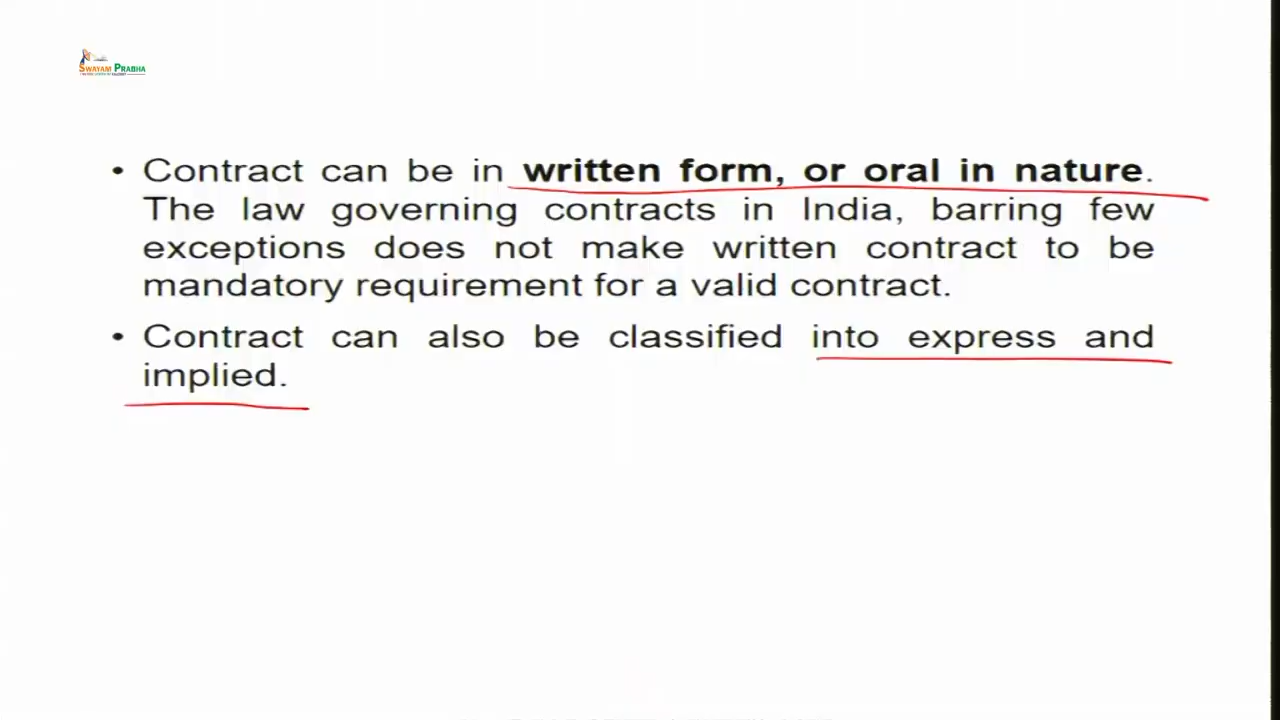 SWAYAM PRABHA
• Contract can be in written form, or oral in nature.
The law governing contracts in India, barring few
exceptions does not make written contract to be
mandatory requirement for a valid contract.
• Contract can also be classified into express and
implied.